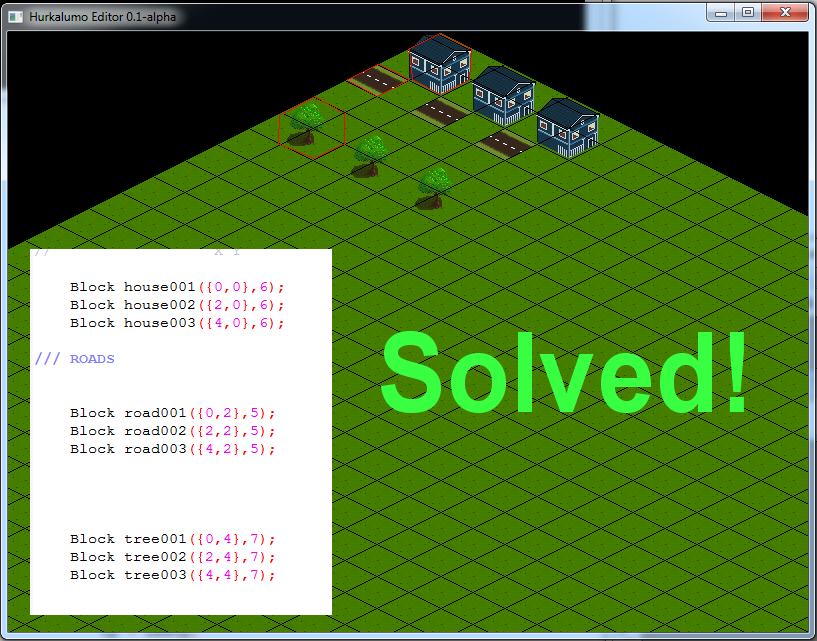 Hurkalumo Editor 0.1-alpha
// X Y
Block house001({0,0},6);
Block house002({2,0},6);
Block house003({4,0},6);
/// ROADS
Block road001({0,2},5);
Block road002({2,2},5);
Block road003({4,2},5);
Block tree001({0,4},7);
Block tree002({2,4},7);
Block tree003({4,4},7);
Solved!